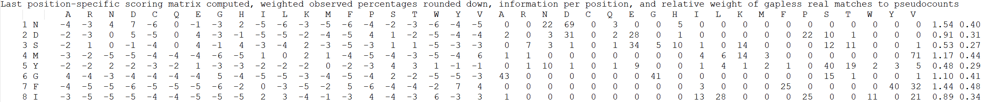 Last position-specific scoring matrix computed, weighted observed percentages rounded down, information per position, and relative weight of gapless real matches to pseudocounts
A R N D C Q E G H I L K M F P S T W Y V A R N D C Q E G H I L K M F P S T W Y V
1 N -4 -3 4 7 -6 0 -1 -3 2 -5 -6 -3 -5 -6 -4 -2 -3 -6 -4 -5 0 0 22 69 0 3 0 0 5 0 0 0 0 0 0 0 0 0 0 0 1.54 0.40
2 D -2 -3 0 5 -5 0 4 -3 -1 -5 -5 -2 -4 -5 4 1 -2 -5 -4 -4 2 0 3 31 0 2 28 0 1 0 0 0 0 0 22 10 1 0 0 0 0.91 0.31
3 S -2 1 0 -1 -4 0 4 -1 4 -3 -4 2 -3 -5 -3 1 1 -5 -3 -3 0 7 3 1 0 1 34 5 10 1 0 14 0 0 0 12 11 0 0 1 0.53 0.27
4 M -3 -2 -5 -5 -4 -4 -4 -6 -5 1 0 2 1 -4 -5 -4 -3 -5 -4 6 1 1 0 0 0 0 0 0 0 4 6 14 3 0 0 0 0 0 0 71 1.17 0.44
5 Y -2 -2 2 -2 -3 -2 1 -3 -3 -2 -2 -2 0 -2 -3 4 3 1 -1 -1 0 1 10 1 0 1 9 0 0 1 4 1 2 1 0 40 19 2 3 5 0.48 0.29
6 G 4 -4 -3 -4 -4 -4 -4 5 -4 -5 -5 -3 -4 -5 -4 2 -2 -5 -5 -3 43 0 0 0 0 0 0 41 0 0 0 0 0 0 0 15 1 0 0 1 1.10 0.41
7 F -4 -5 -5 -6 -5 -5 -5 -6 -2 0 -3 -5 -2 5 -6 -4 -4 -2 7 4 0 0 0 0 0 0 0 0 0 3 0 0 0 25 0 0 0 0 40 32 1.44 0.48
8 I -3 -5 -5 -5 -4 -4 -5 -5 -5 2 3 -4 -1 -3 4 -4 -3 6 -3 3 1 0 0 0 0 0 0 0 0 13 28 0 0 0 25 0 0 11 0 21 0.89 0.34